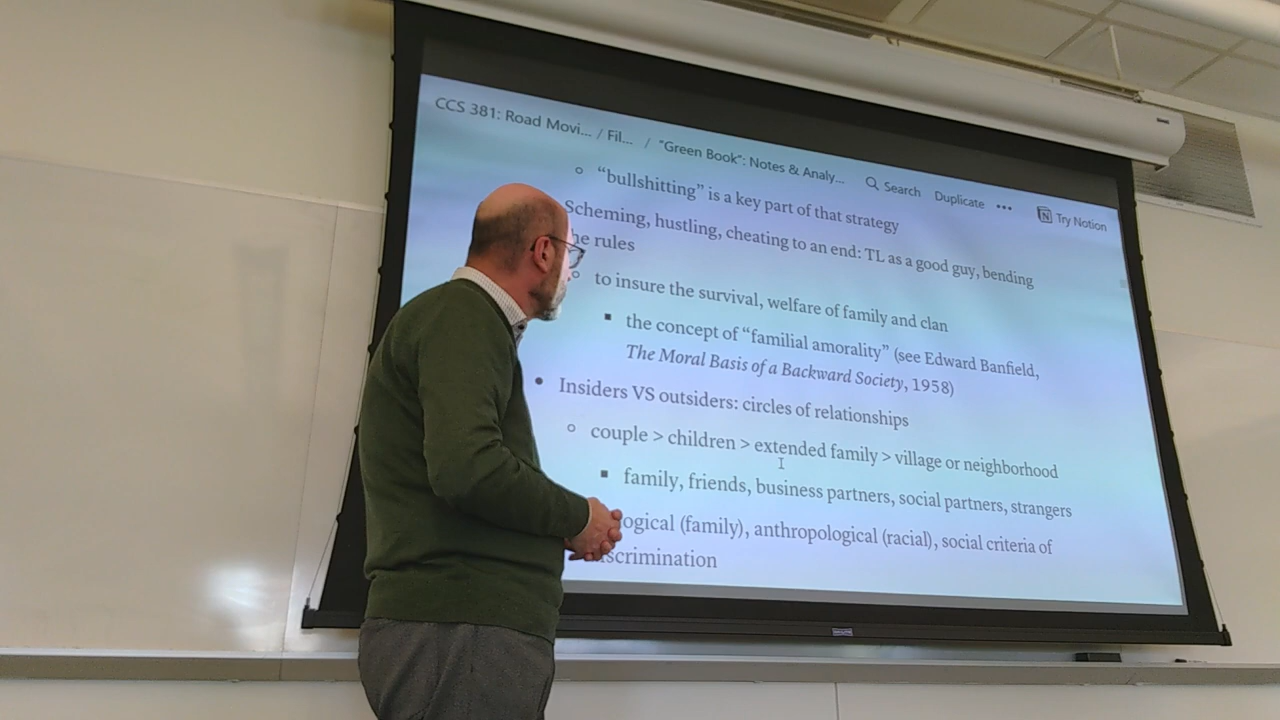 CCS 381: Road Movi... / Fil... / "Green Book": Notes & Analy... Search Duplicate ••• Try Notion
“bullshitting” is a key part of that strategy
Scheming, hustling, cheating to an end: TL as a good guy, bending
he rules
to insure the survival, welfare of family and clan
the concept of “familial amorality” (see Edward Banfield,
The Moral Basis of a Backward Society, 1958)
Insiders VS outsiders: circles of relationships
couple > children > extended family > village or neighborhood
family, friends, business partners, social partners, strangers
ogical (family), anthropological (racial), social criteria of
scrimination